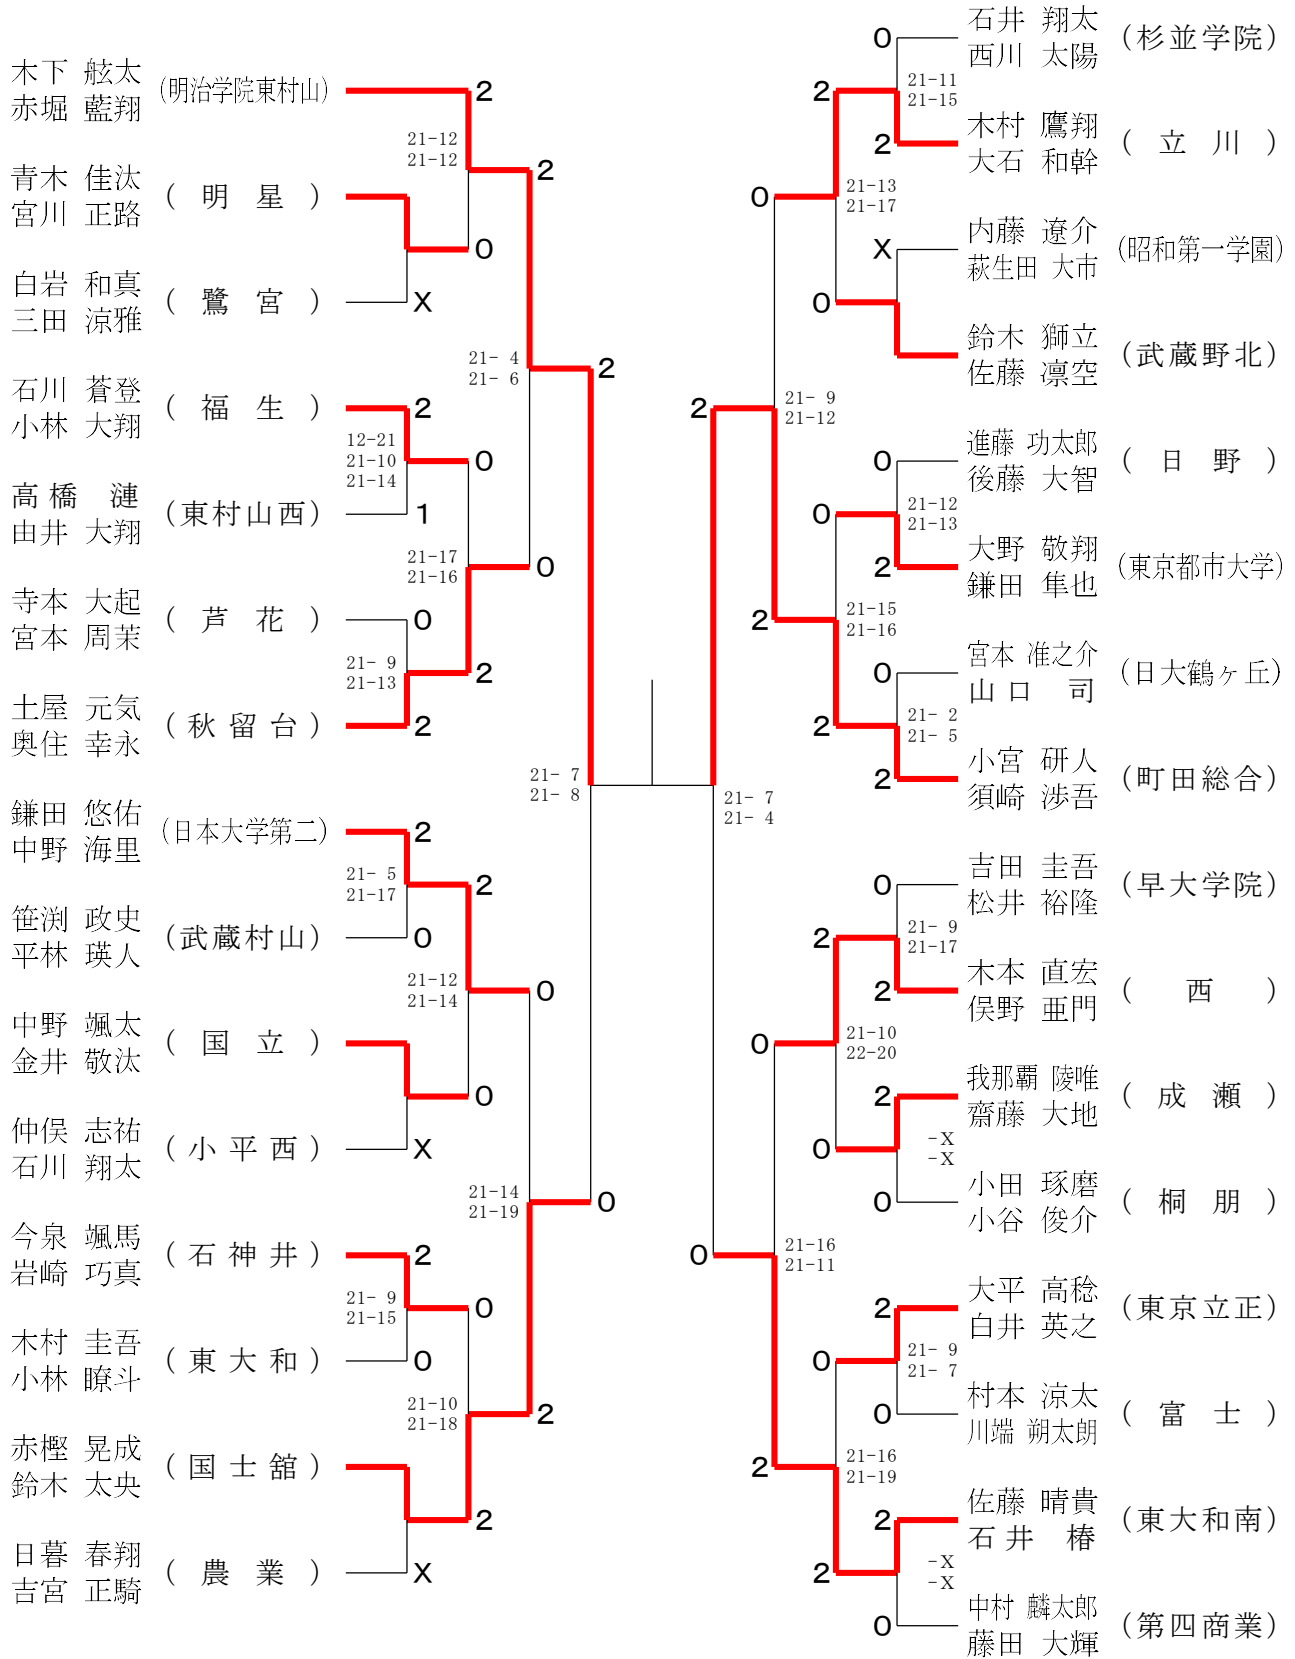 木下 舷太
赤堀 藍翔
(明治学院東村山)
2
21-12
21-12
2
青木 佳汰
宮川 正路
( 明 星 )
0
白岩 和真
三田 涼雅
( 鷺 宮 )
X
21- 4
21- 6
2
石川 蒼登
小林 大翔
( 福 生 )
2
12-21
21-10
21-14
0
高橋 漣
由井 大翔
(東村山西)
1
21-17
21-16
0
寺本 大起
宮本 周茉
( 芦 花 )
0
21- 9
21-13
2
土屋 元気
奥住 幸永
( 秋 留 台 )
2
21- 7
21- 8
鎌田 悠佑
中野 海里
(日本大学第二)
2
21- 5
21-17
2
笹渕 政史
平林 瑛人
(武蔵村山)
0
21-12
21-14
0
中野 颯太
金井 敬汰
( 国 立 )
0
仲俣 志祐
石川 翔太
( 小 平 西 )
X
21-14
21-19
0
今泉 颯馬
岩崎 巧真
( 石 神 井 )
2
21- 9
21-15
0
木村 圭吾
小林 瞭斗
( 東 大 和 )
0
21-10
21-18
2
赤樫 晃成
鈴木 太央
( 国 士 舘 )
2
日暮 春翔
吉宮 正騎
( 農 業 )
X
石井 翔太
西川 太陽
(杉並学院)
0
21-11
21-15
2
木村 鷹翔
大石 和幹
( 立 川 )
2
21-13
21-17
0
内藤 遼介
萩生田 大市
(昭和第一学園)
X
0
鈴木 獅立
佐藤 凛空
(武蔵野北)
21- 9
21-12
2
進藤 功太郎
後藤 大智
( 日 野 )
0
21-12
21-13
0
大野 敬翔
鎌田 隼也
(東京都市大学)
2
21-15
21-16
2
宮本 准之介
山口 司
(日大鶴ヶ丘)
0
21- 2
21- 5
2
小宮 研人
須崎 渉吾
(町田総合)
2
21- 7
21- 4
吉田 圭吾
松井 裕隆
(早大学院)
0
21- 9
21-17
2
木本 直宏
俣野 亜門
( 西 )
2
21-10
22-20
0
我那覇 陵唯
齋藤 大地
( 成 瀬 )
2
-X
-X
0
小田 琢磨
小谷 俊介
( 桐 朋 )
0
21-16
21-11
0
大平 高稔
白井 英之
(東京立正)
2
21- 9
21- 7
0
村本 涼太
川端 朔太朗
( 富 士 )
0
21-16
21-19
2
佐藤 晴貴
石井 椿
(東大和南)
2
-X
-X
2
中村 麟太郎
藤田 大輝
(第四商業)
0